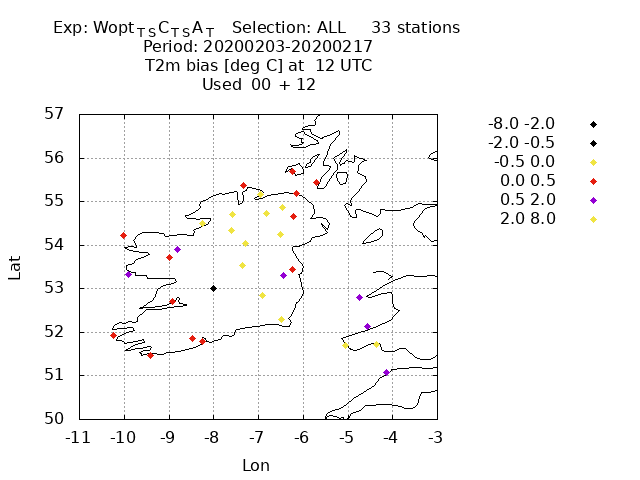 Exp: Wopt_TS C_TS A_T Selection: ALL 33 stations
Period: 20200203-20200217
T2m bias [deg C] at 12 UTC
Used 00 + 12
57
56
55
54
53
52
51
50
-11 -10 -9 -8 -7 -6 -5 -4 -3
Lat
Lon
-8.0 -2.0
-2.0 -0.5
-0.5 0.0
0.0 0.5
0.5 2.0
2.0 8.0